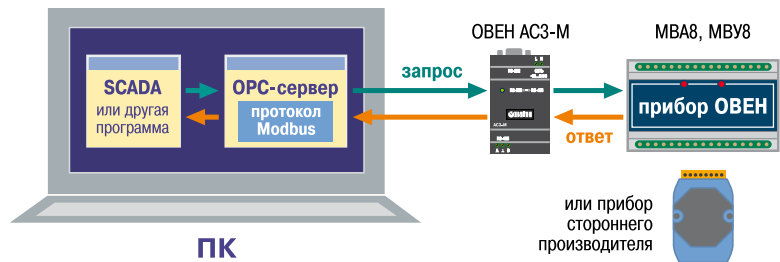 ОВЕН АС3-М
МВА8, МВУ8
SCADA
или другая
программа
OPC-сервер
протокол
Modbus
запрос
ответ
прибор ОВЕН
АС3-М
или прибор
стороннего
производителя
ПК